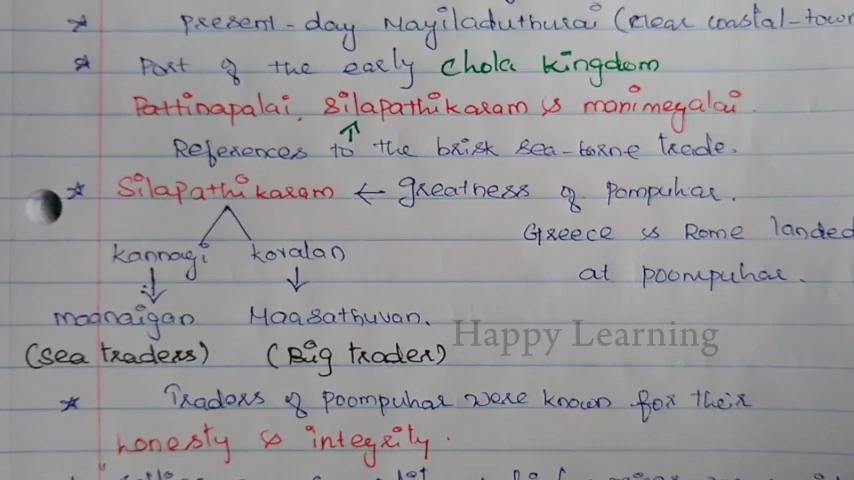 * present-day Mayiladuthurai (near coastal-town
* Port of the early Chola kingdom
Pattinapalai, Silapathikaram & manimegalai.
References to the brisk sea-borne trade.
* Silapathikaram ← greatness of pompuhar.
Greece & Rome landed
kannagi kovalan
at poompuhar.
maanaigan Maasathuvan.
Happy Learning
(sea traders) (Big trader)
* Traders of poompuhar were known for their
honesty & integrity.